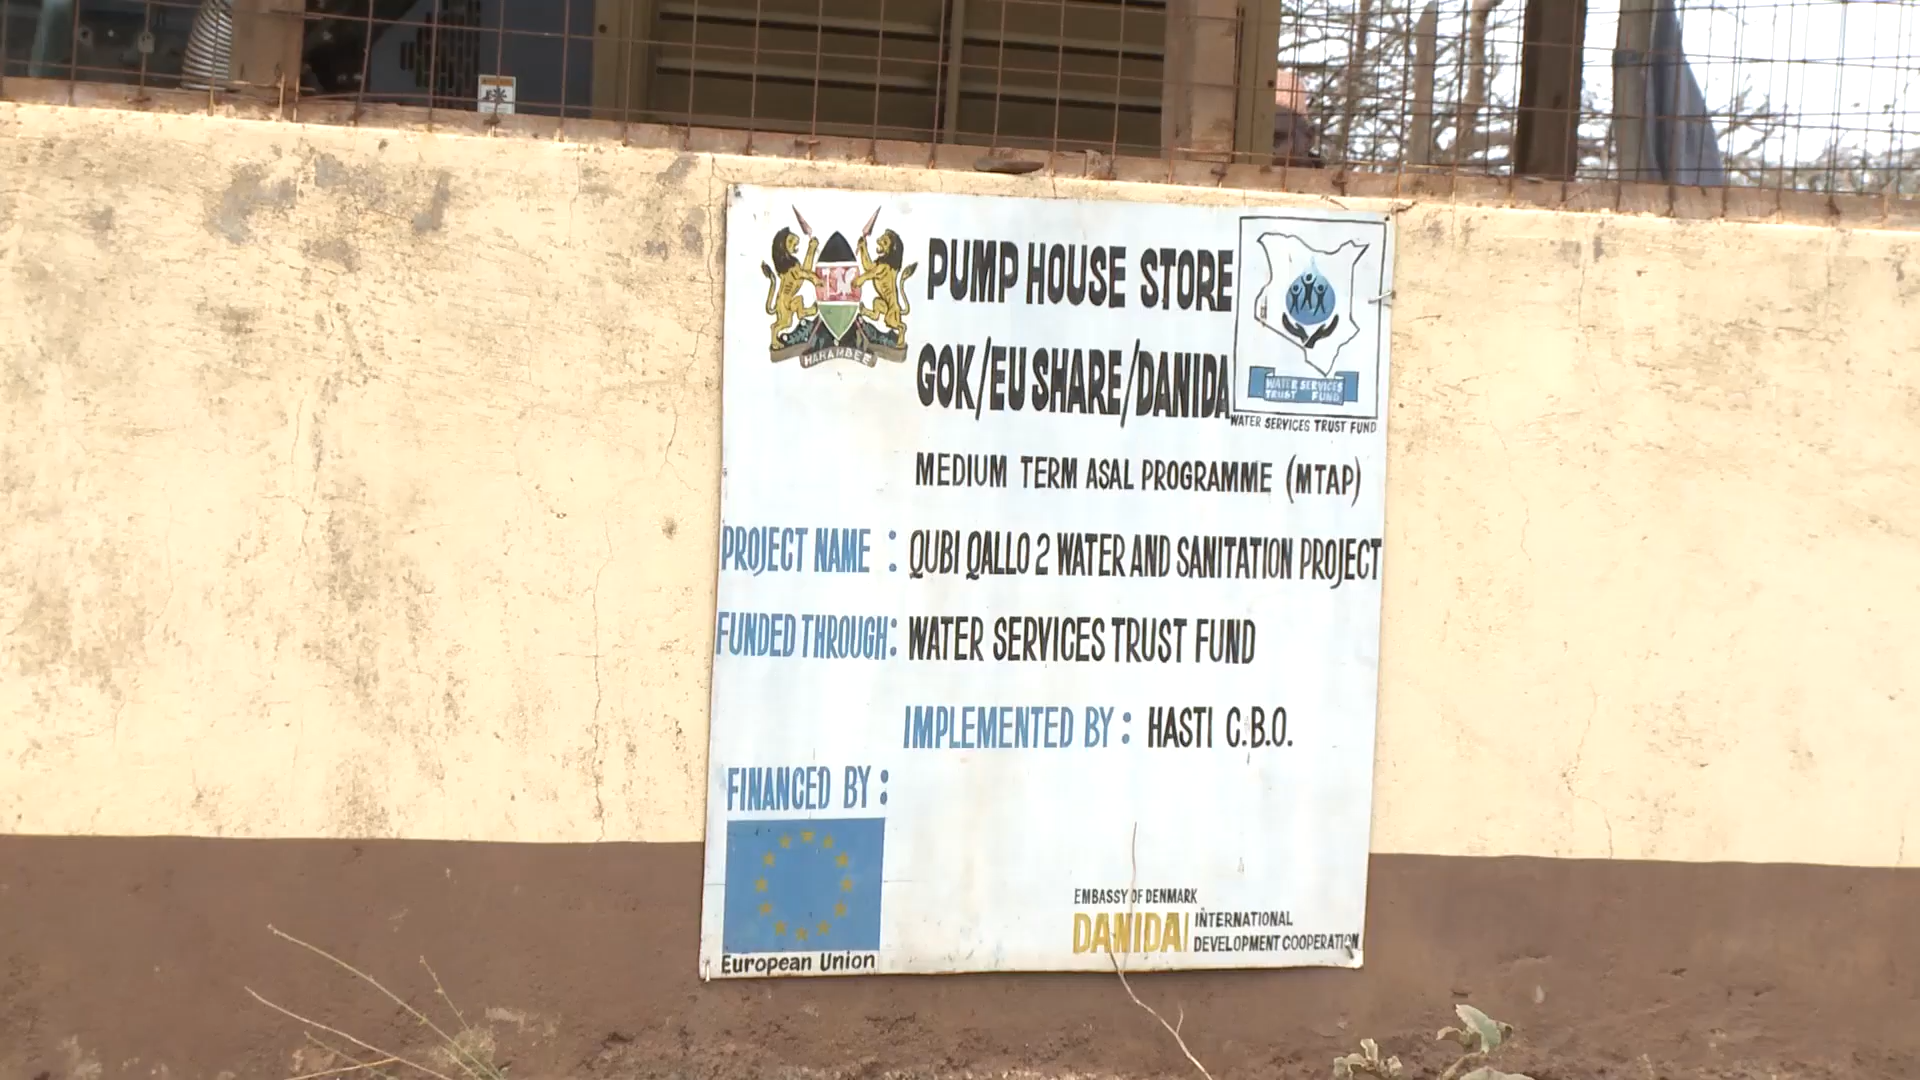 PUMP HOUSE STORE
GOK/EU SHARE/DANIDA
HARAMBEE
WATER SERVICES
TRUST FUND
WATER SERVICES TRUST FUND
MEDIUM TERM ASAL PROGRAMME (MTAP)
PROJECT NAME : QUBI QALLO 2 WATER AND SANITATION PROJECT
FUNDED THROUGH: WATER SERVICES TRUST FUND
IMPLEMENTED BY : HASTI C.B.O.
FINANCED BY :
European Union
EMBASSY OF DENMARK
DANIDA INTERNATIONAL
DEVELOPMENT COOPERATION